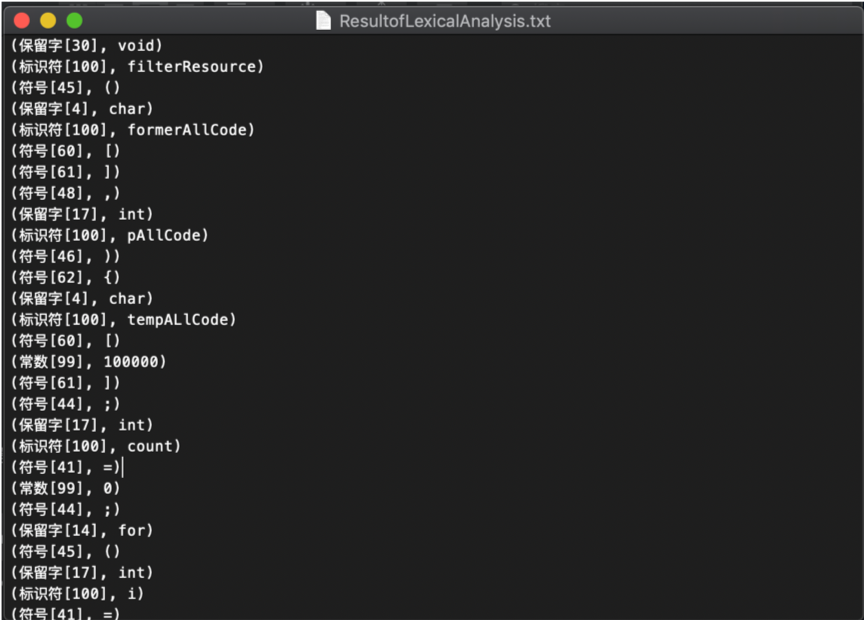 ResultofLexicalAnalysis.txt
(保留字[30], void)
(标识符[100], filterResource)
(符号[45], ()
(保留字[4], char)
(标识符[100], formerAllCode)
(符号[60], [)
(符号[61], ])
(符号[48], ,)
(保留字[17], int)
(标识符[100], pAllCode)
(符号[46], ))
(符号[62], {)
(保留字[4], char)
(标识符[100], tempALlCode)
(符号[60], [)
(常数[99], 100000)
(符号[61], ])
(符号[44], ;)
(保留字[17], int)
(标识符[100], count)
(符号[41], =)
(常数[99], 0)
(符号[44], ;)
(保留字[14], for)
(符号[45], ()
(保留字[17], int)
(标识符[100], i)
(符号[41], =)